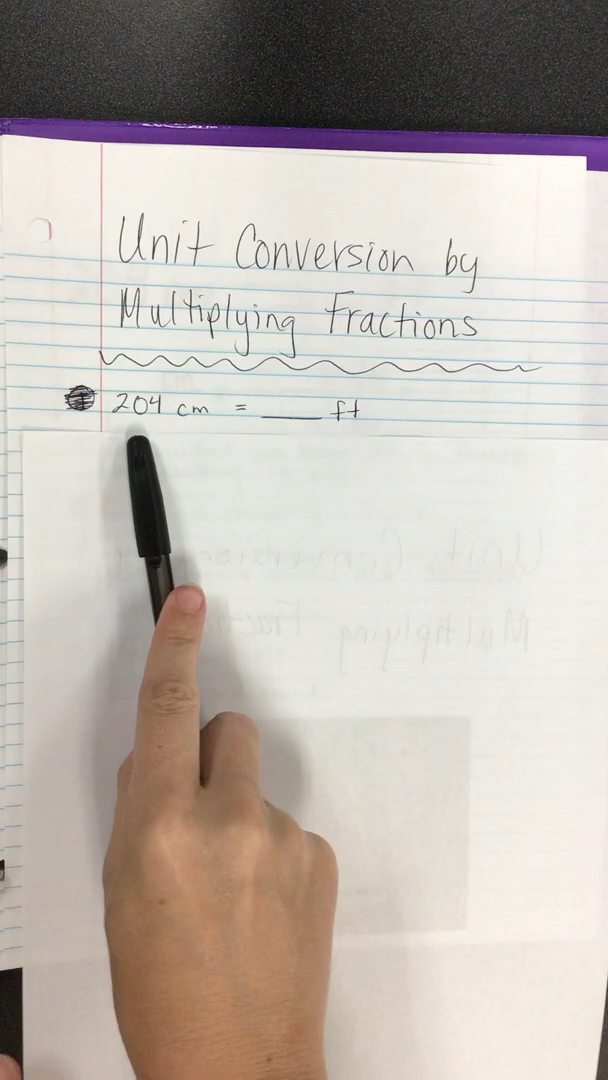 Unit Conversion by
Multiplying Fractions
204 cm = ____ ft